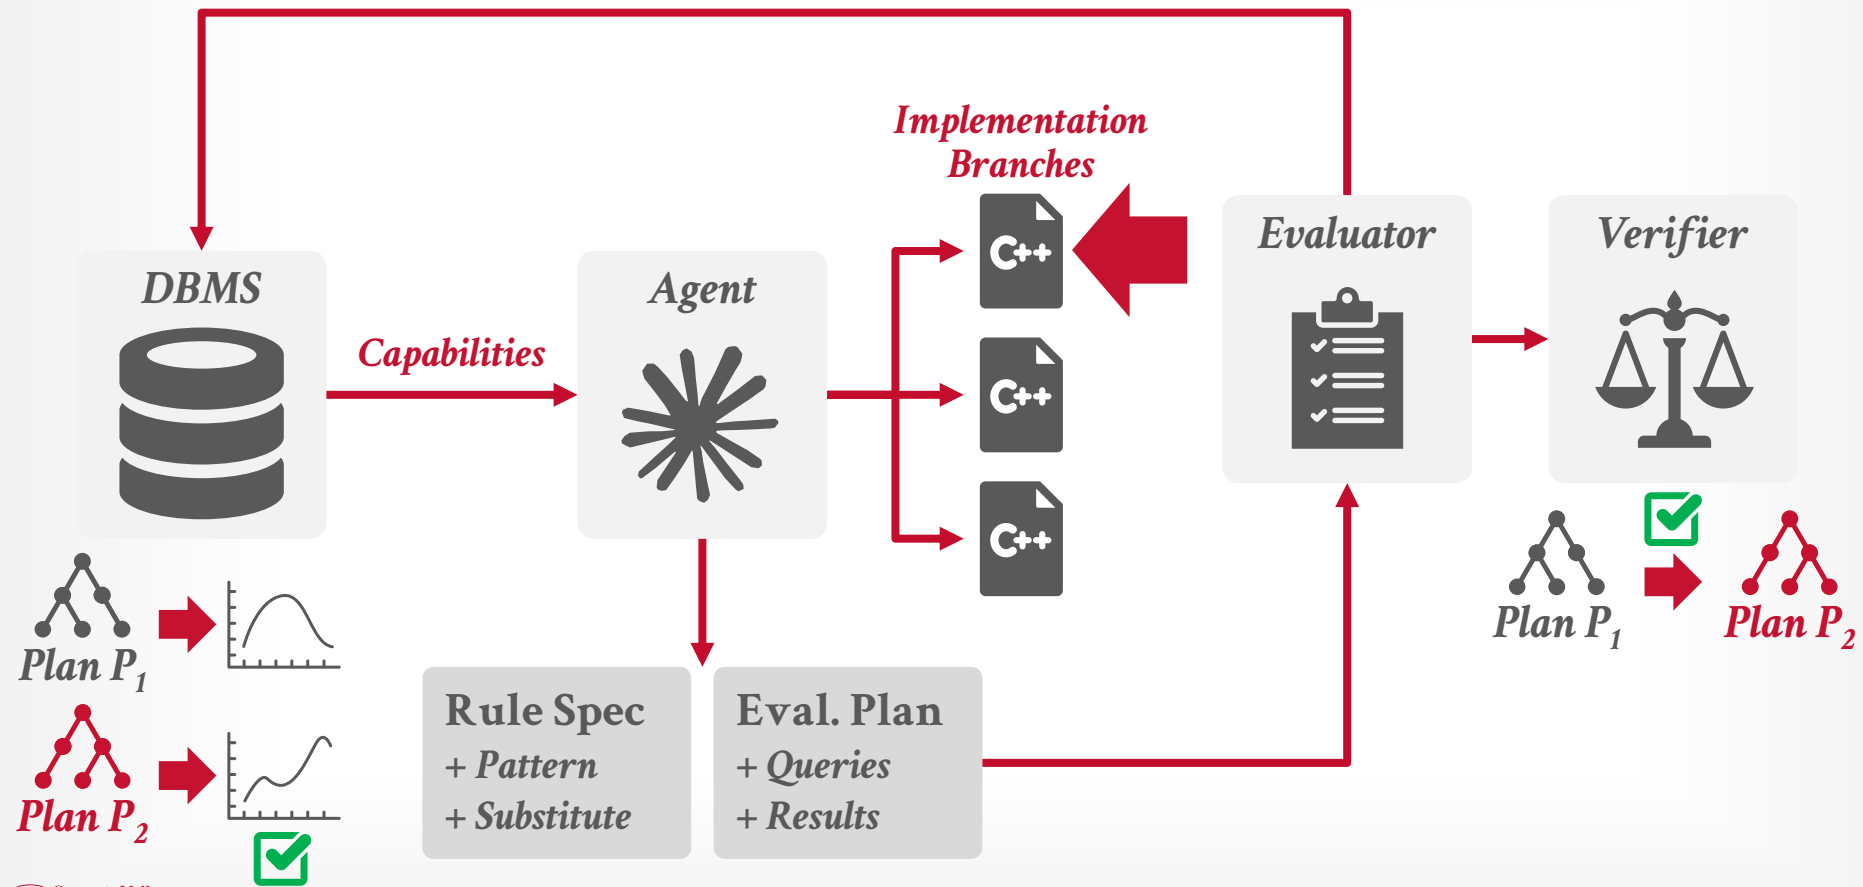 Implementation
Branches
DBMS
Capabilities
Agent
C++
C++
C++
Evaluator
Verifier
Plan P1
Plan P2
Rule Spec
+ Pattern
+ Substitute
Eval. Plan
+ Queries
+ Results
Plan P1
Plan P2